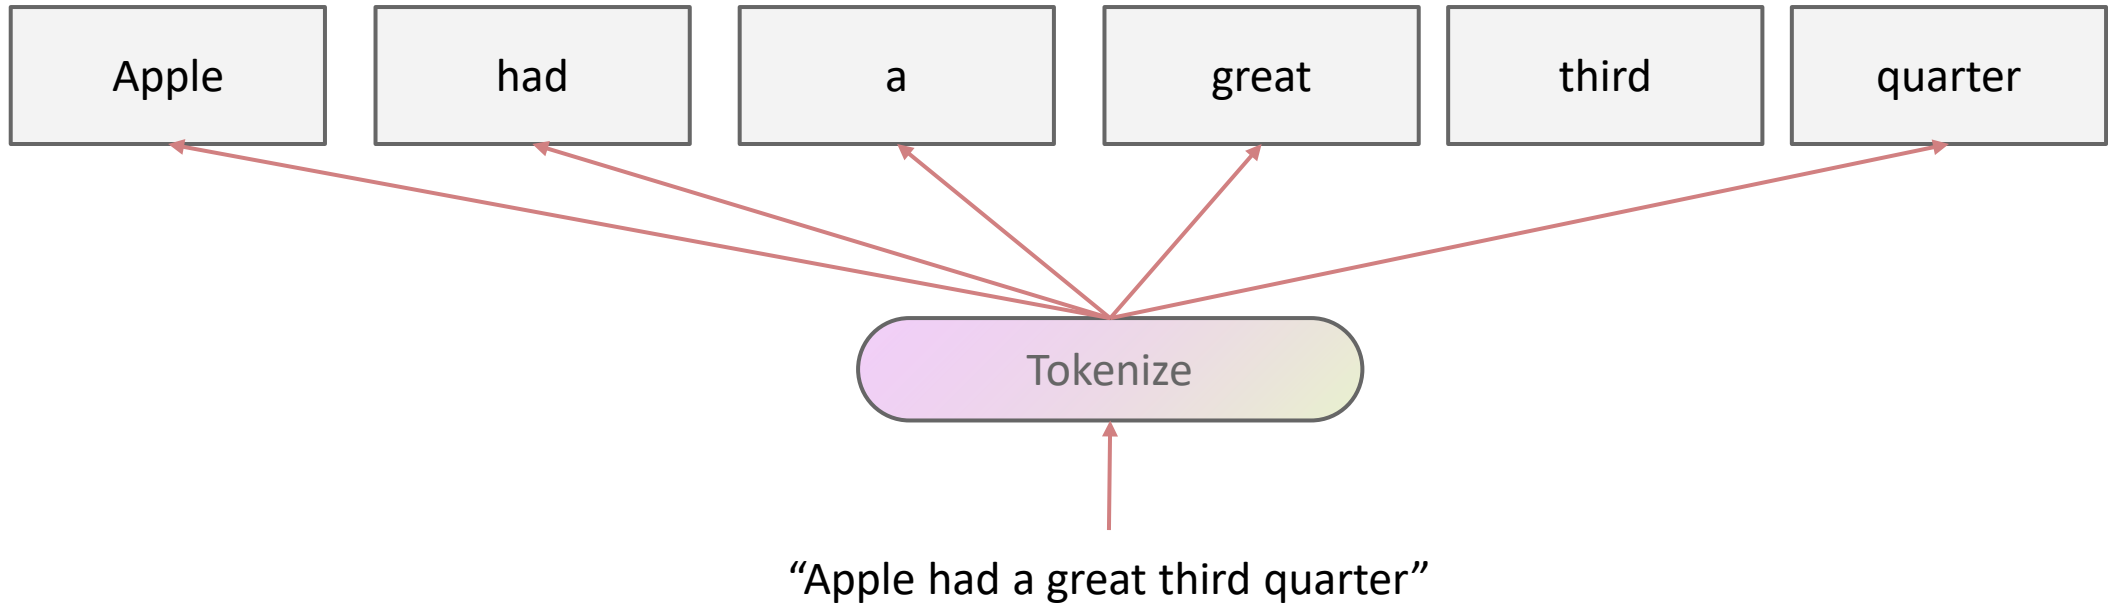 Apple had a great third quarter
Tokenize
“Apple had a great third quarter”